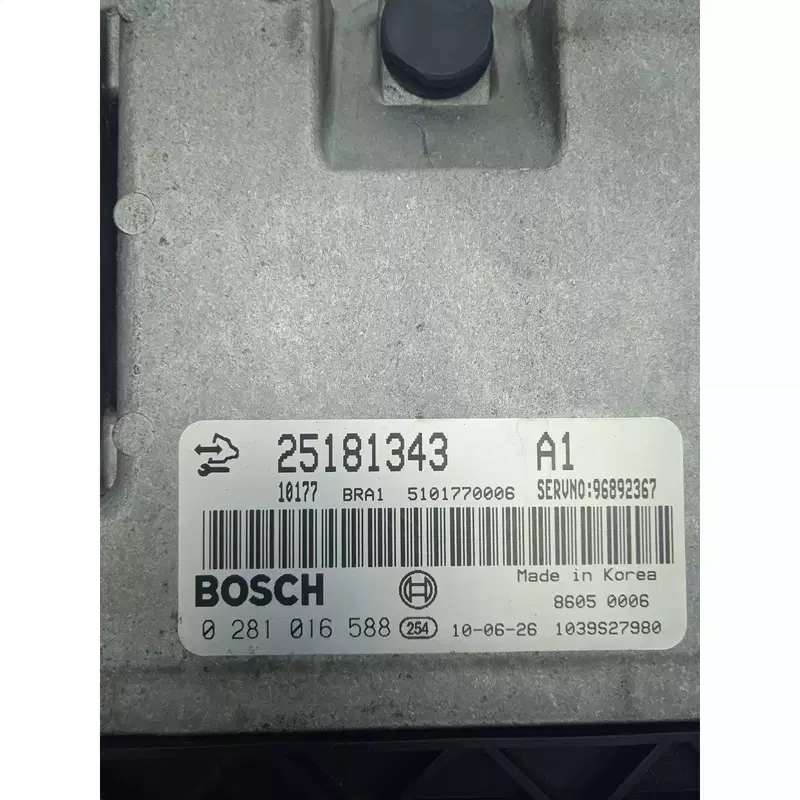 25181343 A1
10177 BRA1 5101770006 SERVNO:96892367
Made in Korea
BOSCH
8605 0006
0 281 016 588 254 10-06-26 1039S27980